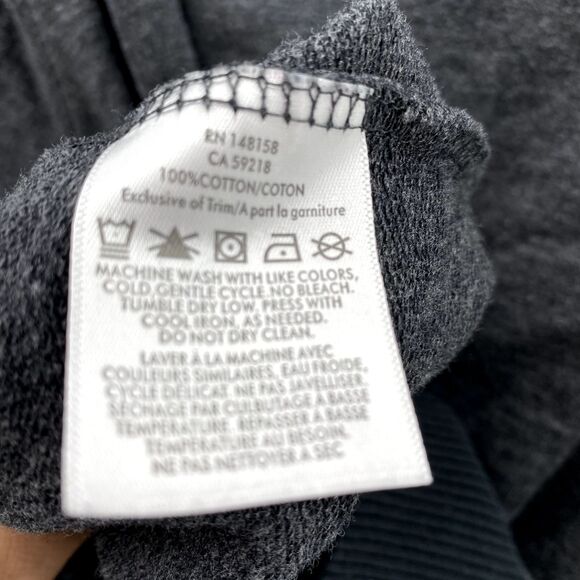 RN 148158
CA 59218
100%COTTON/COTON
Exclusive of Trim/A part la garniture
MACHINE WASH WITH LIKE COLORS,
COLD, GENTLE CYCLE. NO BLEACH.
TUMBLE DRY LOW. PRESS WITH
COOL IRON, AS NEEDED.
DO NOT DRY CLEAN.
LAVER À LA MACHINE AVEC
COULEURS SIMILAIRES, EAU FROIDE,
CYCLE DÉLICAT. NE PAS JAVELLISER.
SÉCHAGE PAR CULBUTAGE A BASSE
TEMPÉRATURE. REPASSER A BASSE
TEMPÉRATURE AU BESOIN.
NE PAS NETTOYER A SEC